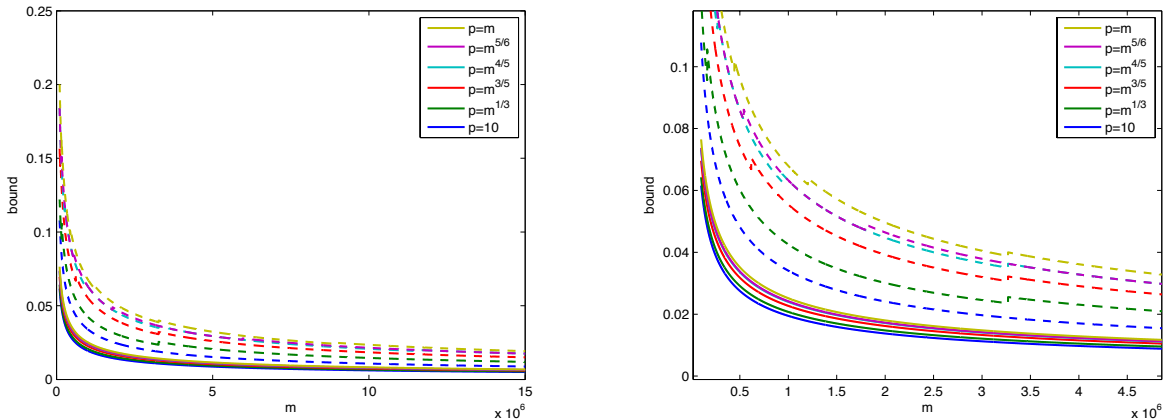 0.25
0.2
0.15
0.1
0.05
0
bound
0 5 10 15
x 10^6
m
p=m
p=m^5/6
p=m^4/5
p=m^3/5
p=m^1/3
p=10
0.1
0.08
0.06
0.04
0.02
0
bound
0.5 1 1.5 2 2.5 3 3.5 4 4.5
x 10^6
m
p=m
p=m^5/6
p=m^4/5
p=m^3/5
p=m^1/3
p=10